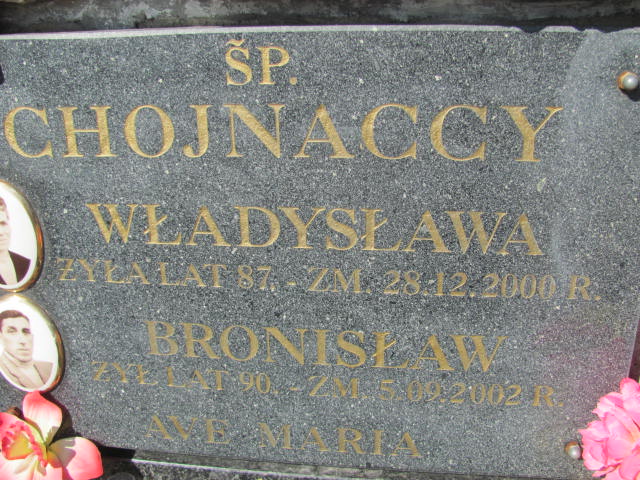 ŚP.
CHOJNACCY
WŁADYSŁAWA
ŻYŁA LAT 87. - ZM. 28.12.2000 R.
BRONISŁAW
ŻYŁ LAT 90. - ZM. 5.09.2002 R.
AVE MARIA